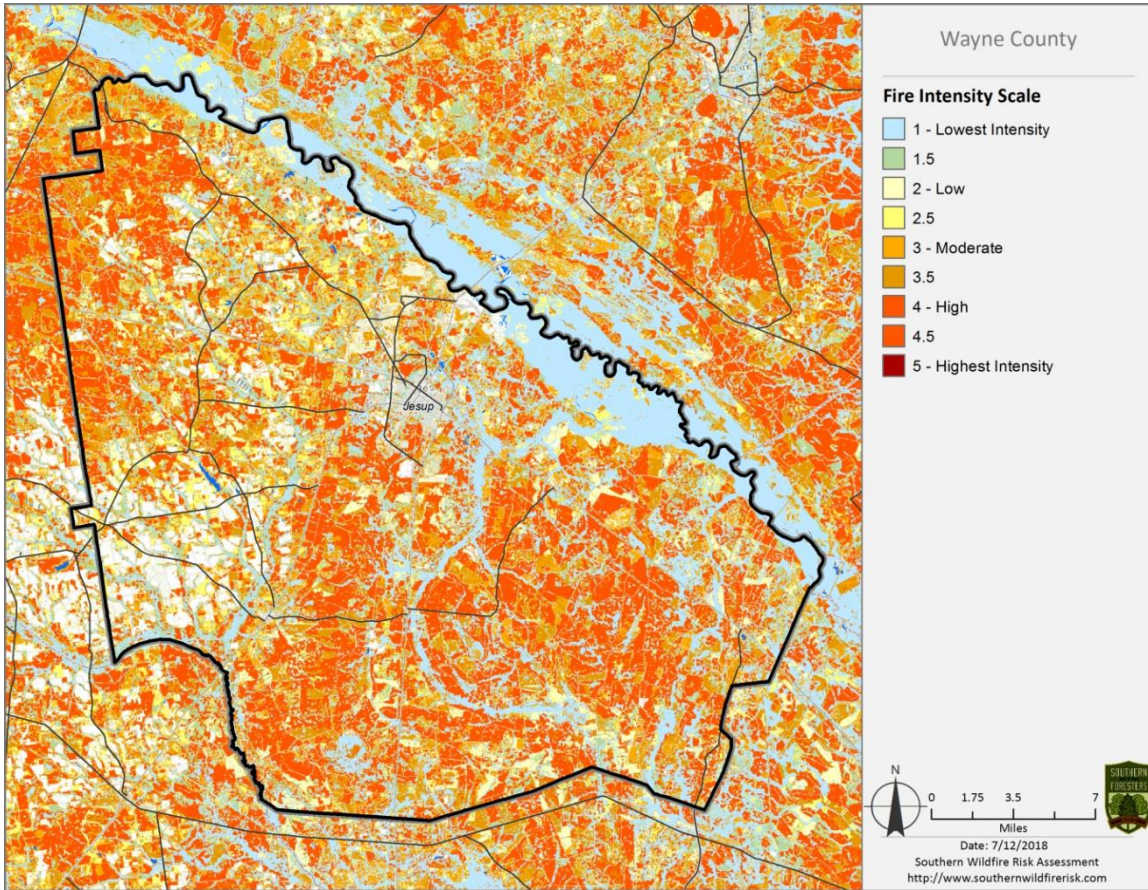 Wayne County
Fire Intensity Scale
1 - Lowest Intensity
1.5
2 - Low
2.5
3 - Moderate
3.5
4 - High
4.5
5 - Highest Intensity
Jesup
N
0 1.75 3.5 7
Miles
SOUTHERN
FORESTERS
Date: 7/12/2018
Southern Wildfire Risk Assessment
http://www.southernwildfirerisk.com